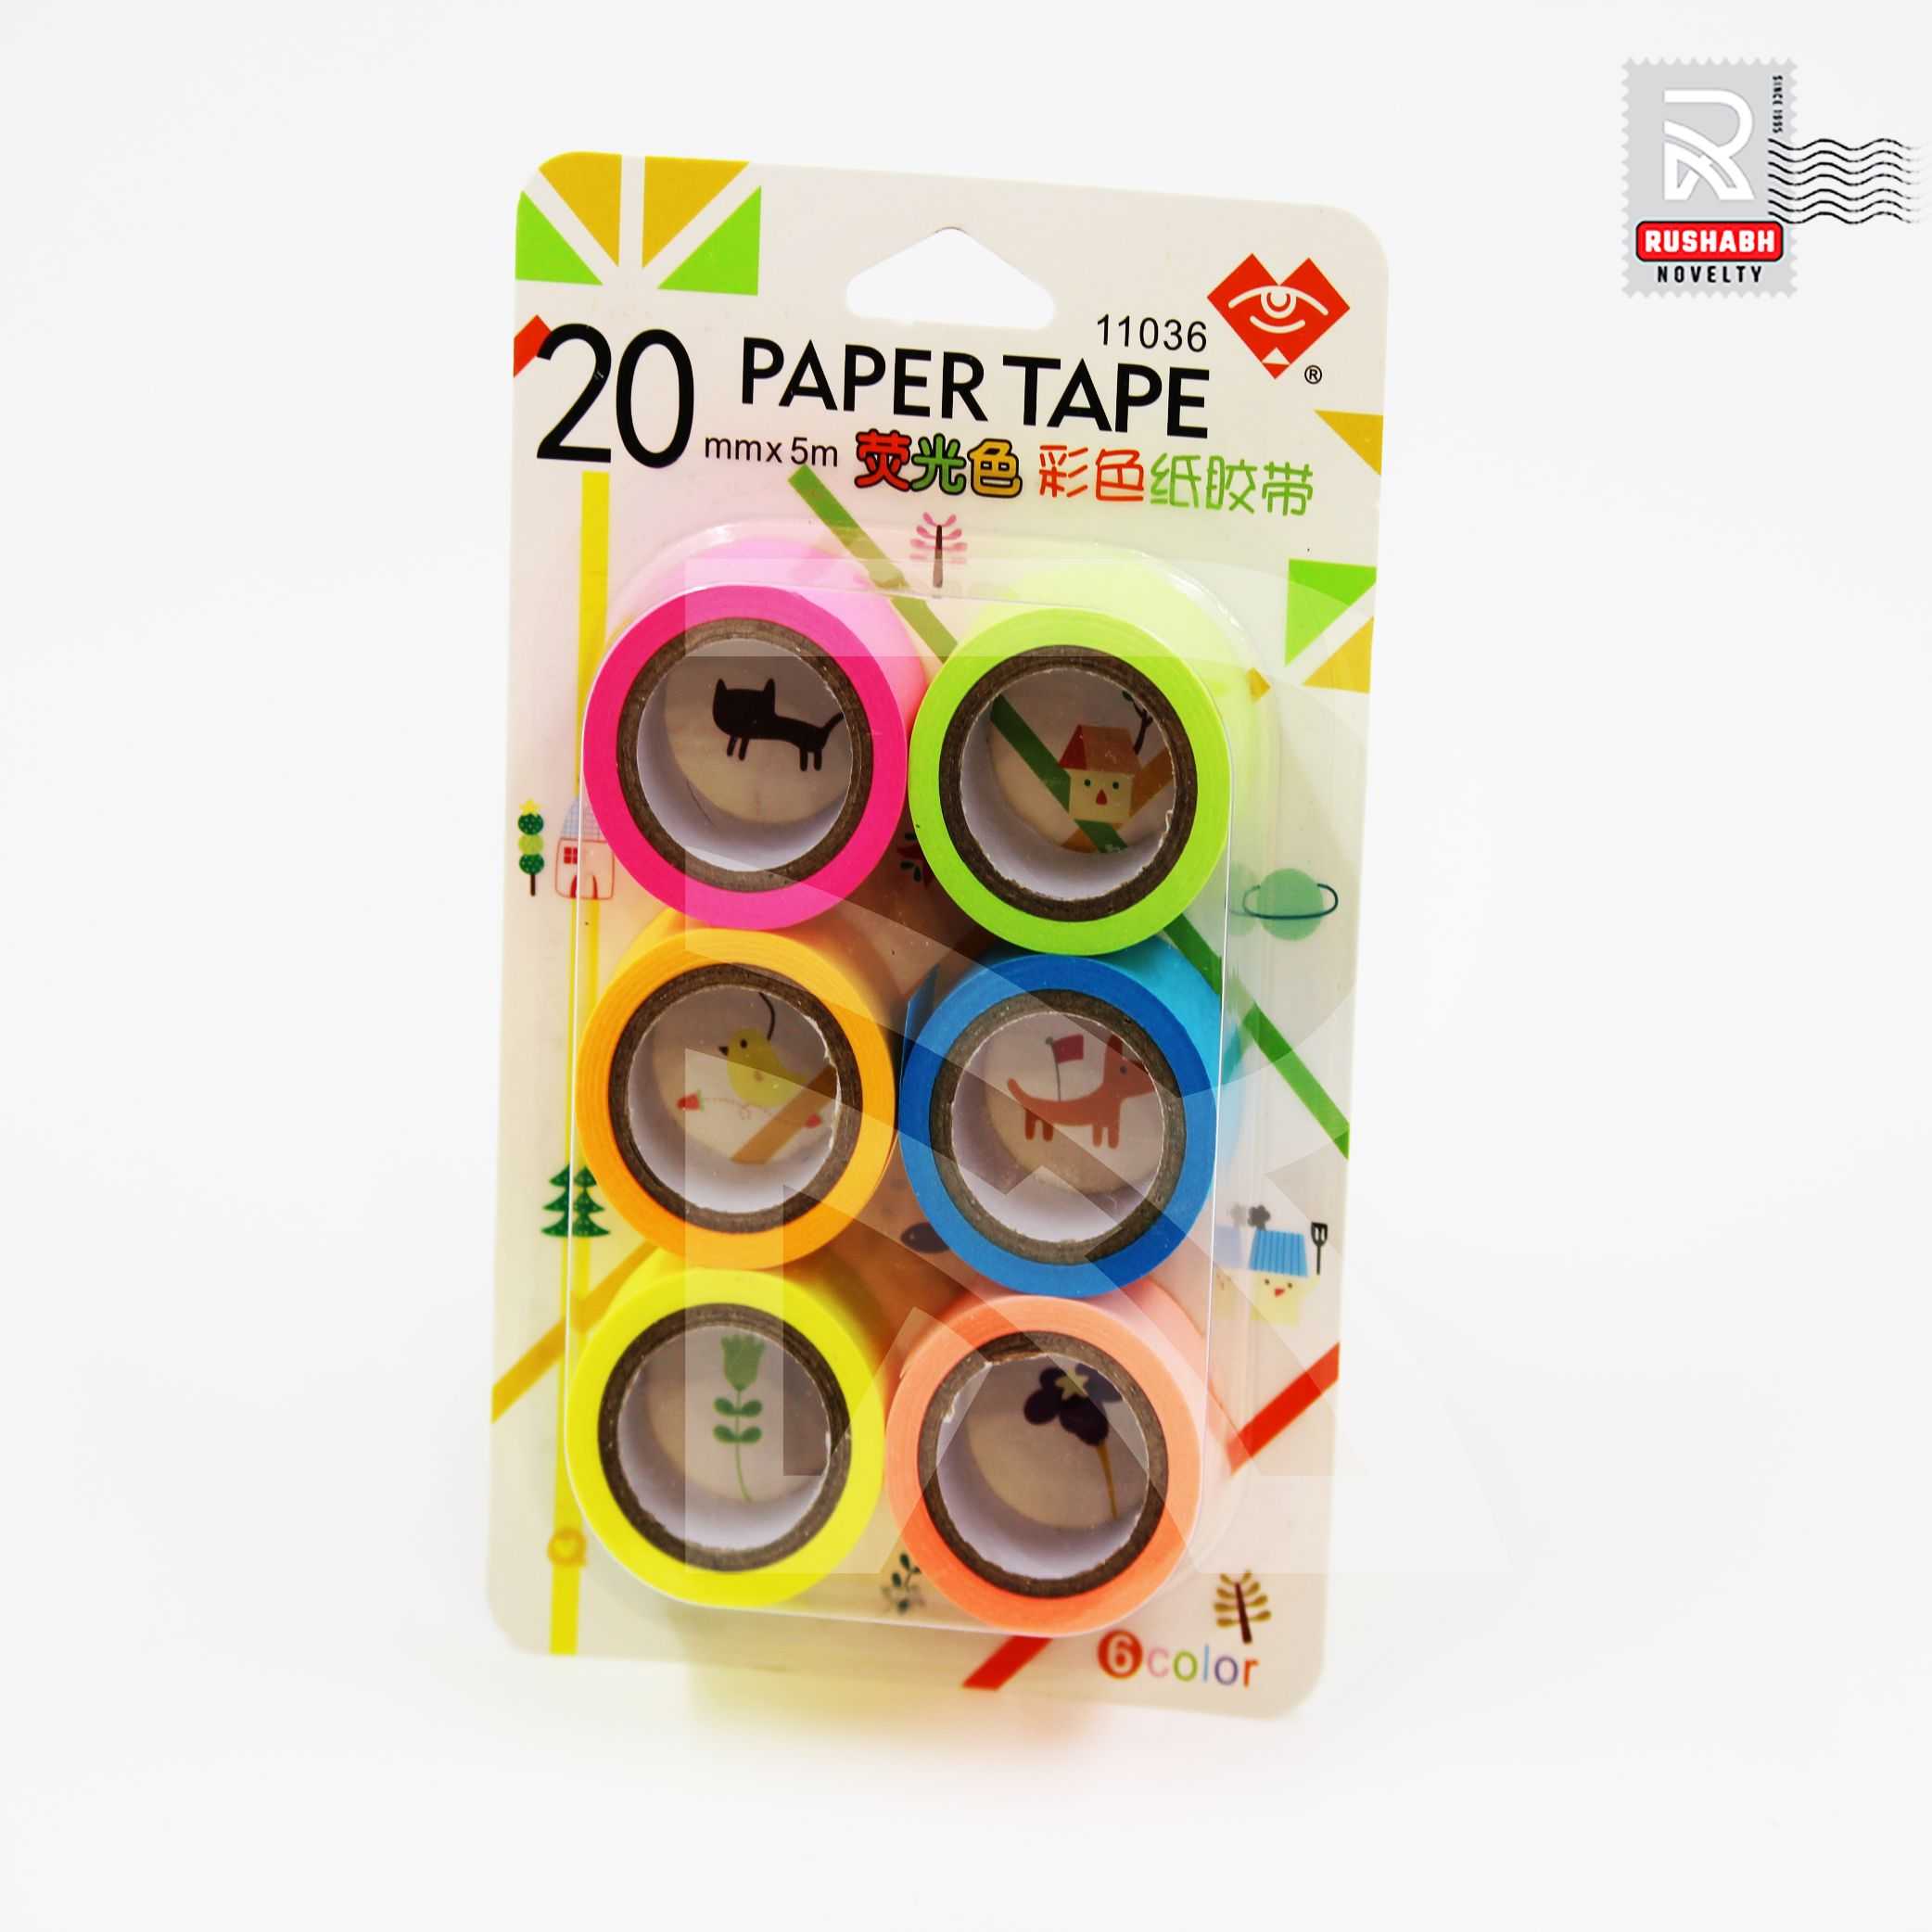 SINCE 1995
R
RUSHABH
NOVELTY
11036
20 PAPER TAPE
®
mmx5m 荧光色 彩色纸胶带
6color